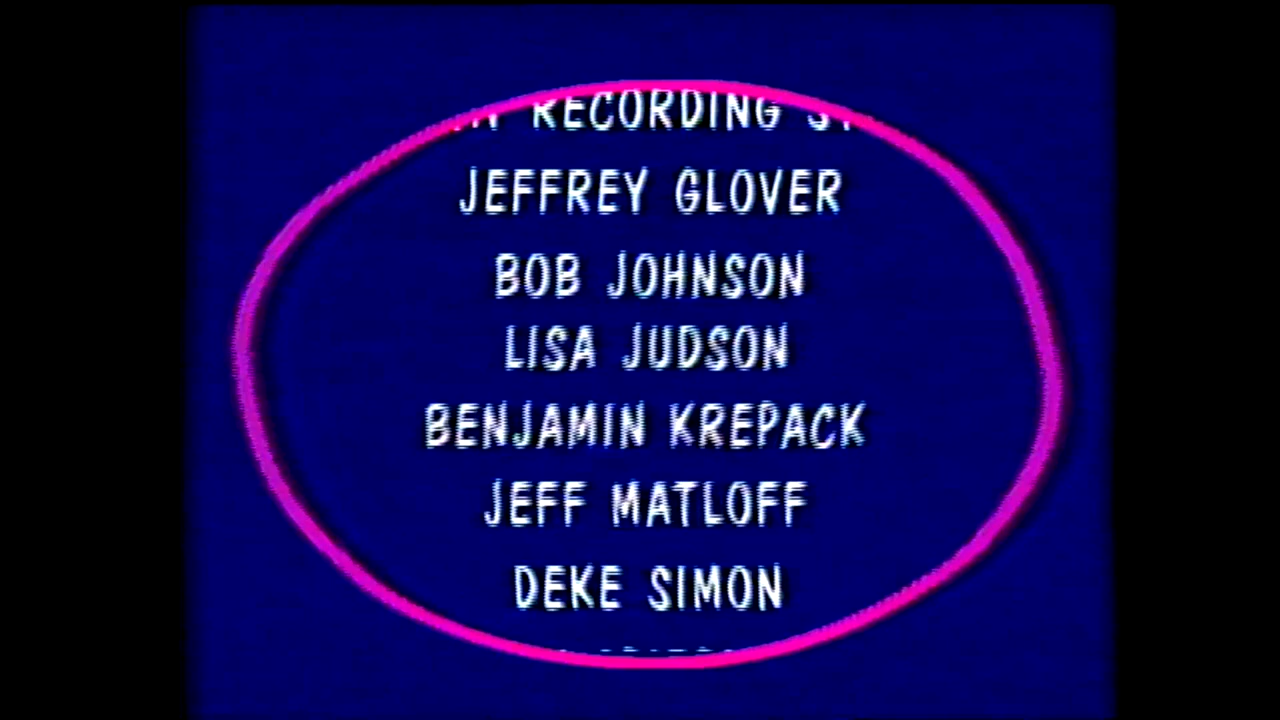 RECORDING
JEFFREY GLOVER
BOB JOHNSON
LISA JUDSON
BENJAMIN KREPACK
JEFF MATLOFF
DEKE SIMON